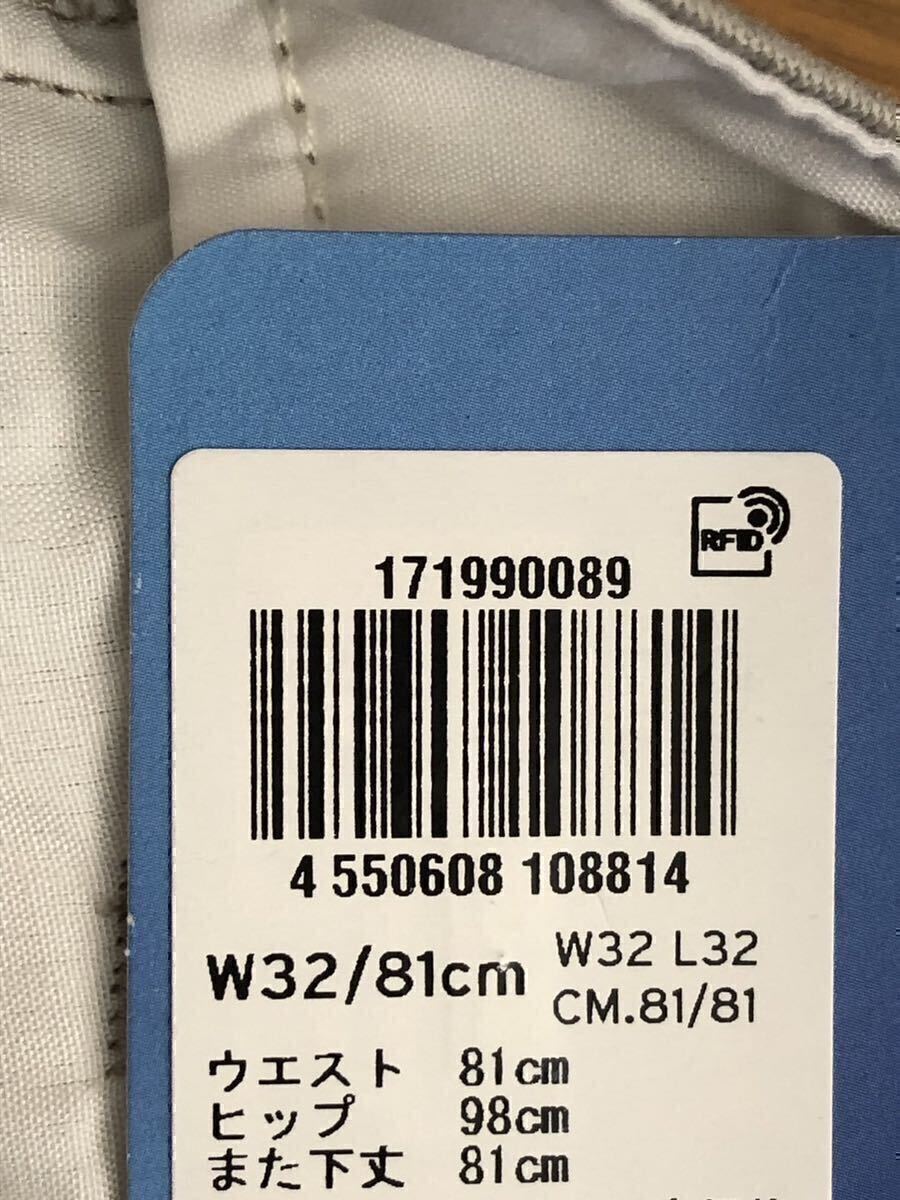 RFID
171990089
4 550608 108814
W32/81cm
W32 L32
CM.81/81
ウエスト 81cm
ヒップ 98cm
また下丈 81cm